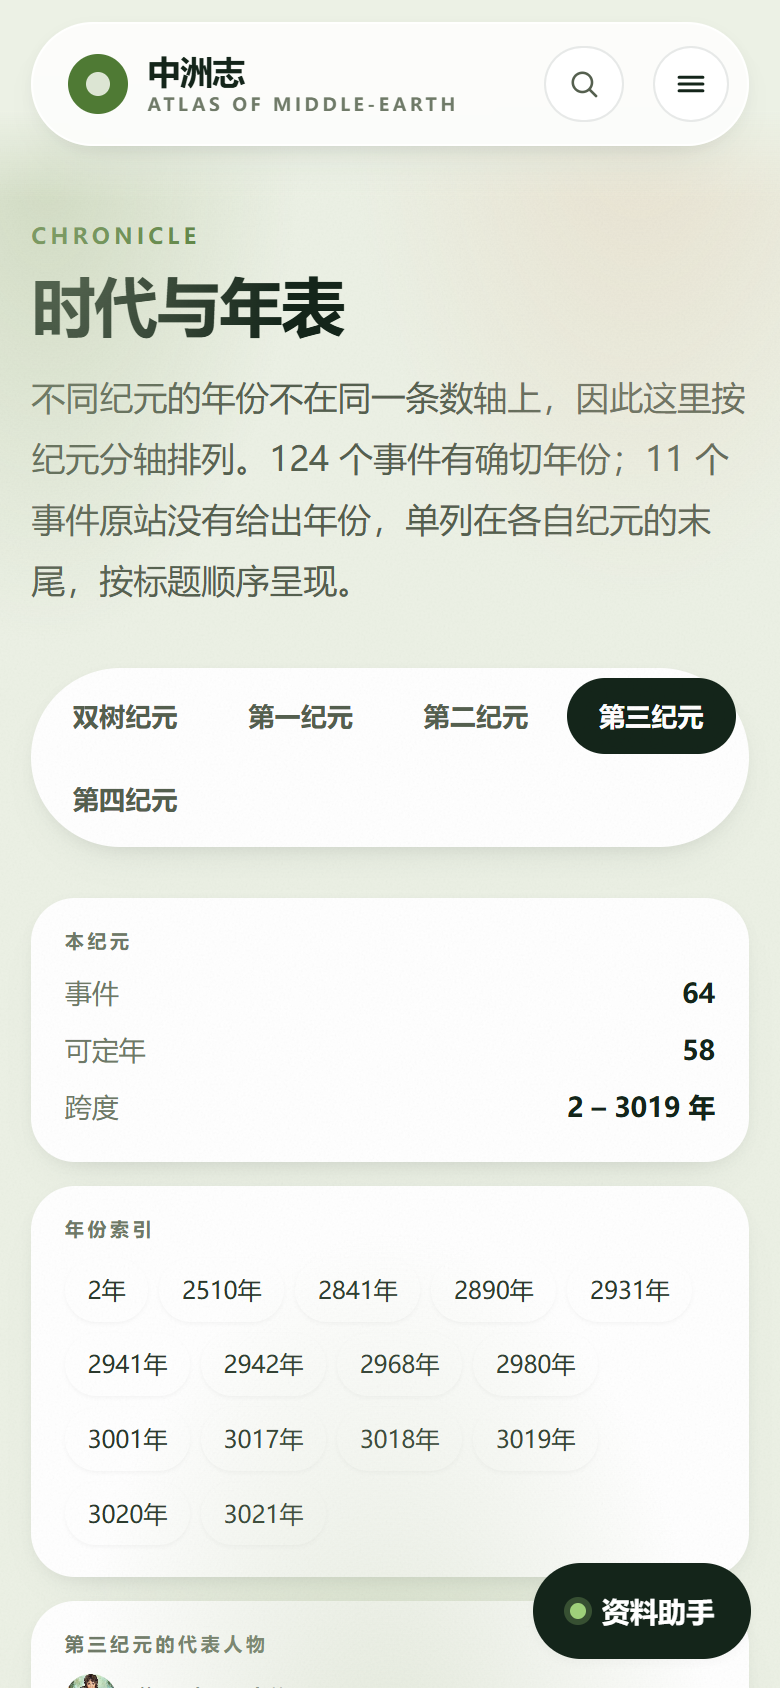 中洲志
ATLAS OF MIDDLE-EARTH
CHRONICLE
时代与年表
不同纪元的年份不在同一条数轴上，因此这里按
纪元分轴排列。124 个事件有确切年份；11 个
事件原站没有给出年份，单列在各自纪元的末
尾，按标题顺序呈现。
双树纪元 第一纪元 第二纪元 第三纪元
第四纪元
本纪元
事件 64
可定年 58
跨度 2 – 3019 年
年份索引
2年 2510年 2841年 2890年 2931年
2941年 2942年 2968年 2980年
3001年 3017年 3018年 3019年
3020年 3021年
资料助手
第三纪元的代表人物